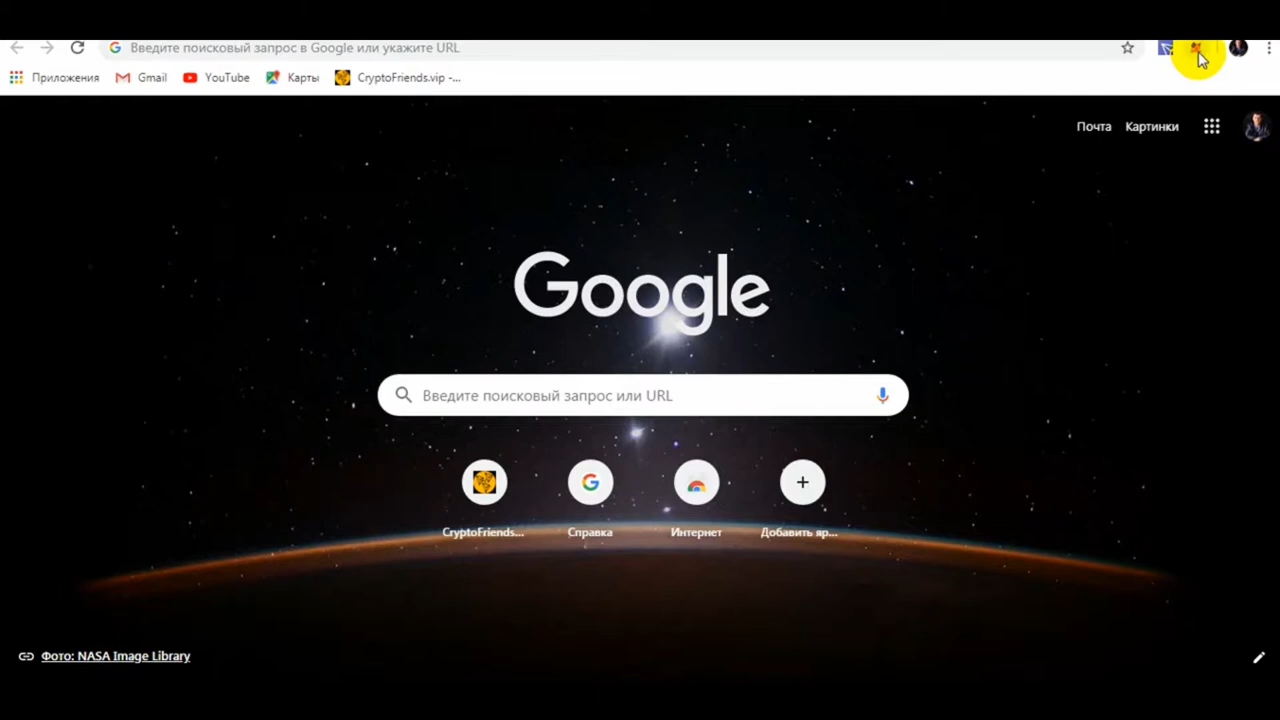 Введите поисковый запрос в Google или укажите URL
Приложения Gmail YouTube Карты CryptoFriends.vip -...
Почта Картинки
Google
Введите поисковый запрос или URL
CryptoFriends... Справка Интернет Добавить яр...
Фото: NASA Image Library